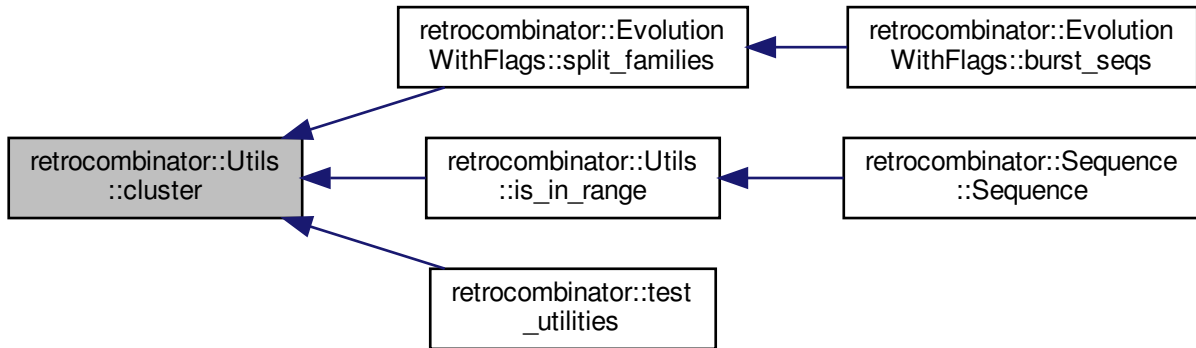 retrocombinator::Evolution
WithFlags::split_families
retrocombinator::Evolution
WithFlags::burst_seqs
retrocombinator::Utils
::cluster
retrocombinator::Utils
::is_in_range
retrocombinator::Sequence
::Sequence
retrocombinator::test
_utilities